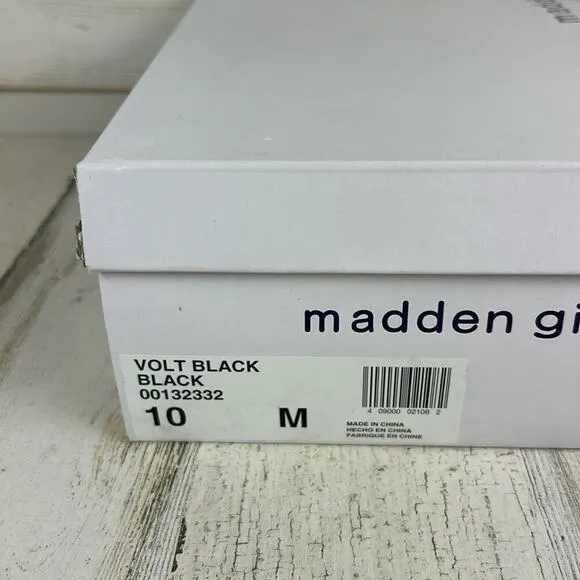 madden gi
VOLT BLACK
BLACK
00132332
10 M
4 09000 02108 2
MADE IN CHINA
HECHO EN CHINA
FABRIQUE EN CHINE